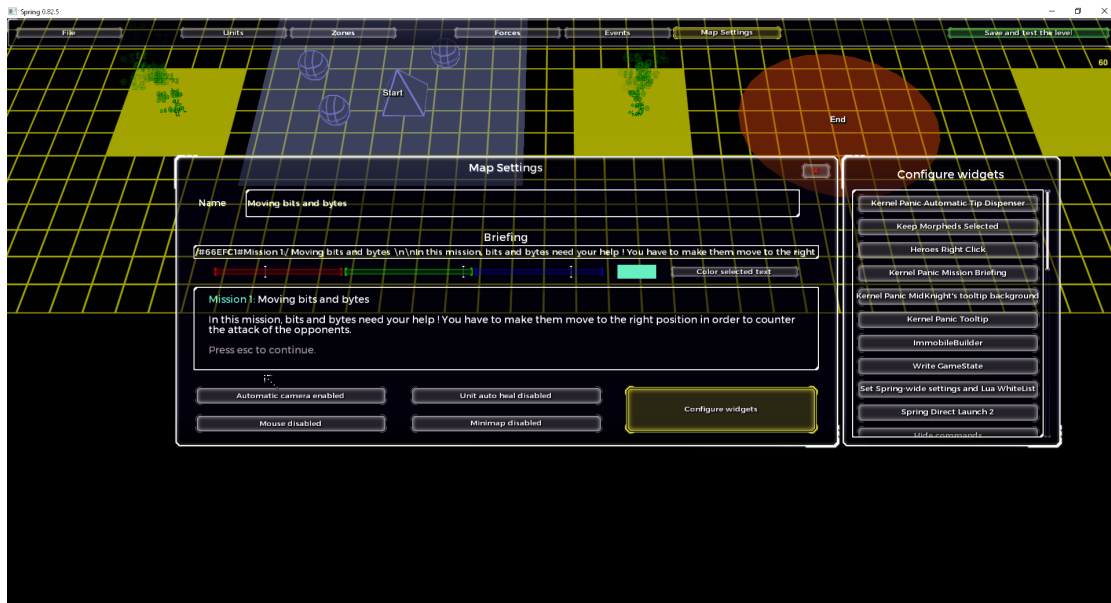 Spring 0.82.5
File
Units
Zones
Forces
Events
Map Settings
Save and test the level
60
Start
End
Map Settings
X
Name
Moving bits and bytes
Briefing
/#66EFC1#Mission 1:/ Moving bits and bytes \n\nIn this mission, bits and bytes need your help ! You have to make them move to the right
Color selected text
Mission 1: Moving bits and bytes
In this mission, bits and bytes need your help ! You have to make them move to the right position in order to counter
the attack of the opponents.
Press esc to continue.
Automatic camera enabled
Unit auto heal disabled
Configure widgets
Mouse disabled
Minimap disabled
Configure widgets
Kernel Panic Automatic Tip Dispenser
Keep Morpheds Selected
Heroes Right Click
Kernel Panic Mission Briefing
Kernel Panic MidKnight's tooltip background
Kernel Panic Tooltip
ImmobileBuilder
Write GameState
Set Spring-wide settings and Lua WhiteList
Spring Direct Launch 2
Hide commands